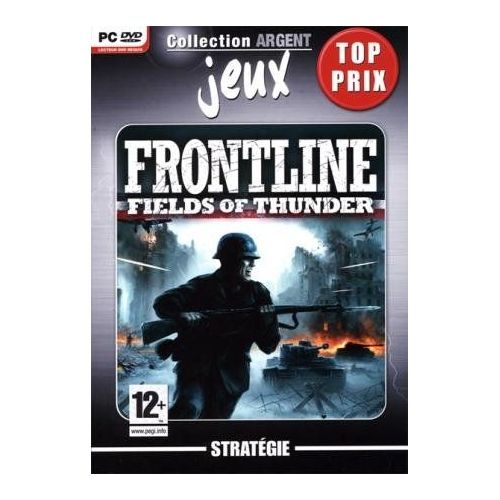 PC DVD
LECTEUR DVD REQUIS
Collection ARGENT
jeux
TOP
PRIX
FRONTLINE
FIELDS OF THUNDER
12+
www.pegi.info
STRATÉGIE